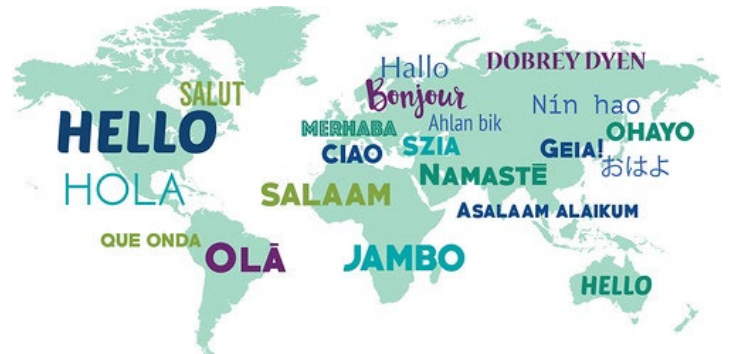 Hallo
DOBREY DYEN
SALUT
Bonjour
Nín hao
HELLO
MERHABA
Ahlan bik
OHAYO
CIAO
SZIA
GEIA!
おはよ
HOLA
SALAAM
NAMASTĒ
ASALAAM ALAIKUM
QUE ONDA
OLĀ
JAMBO
HELLO